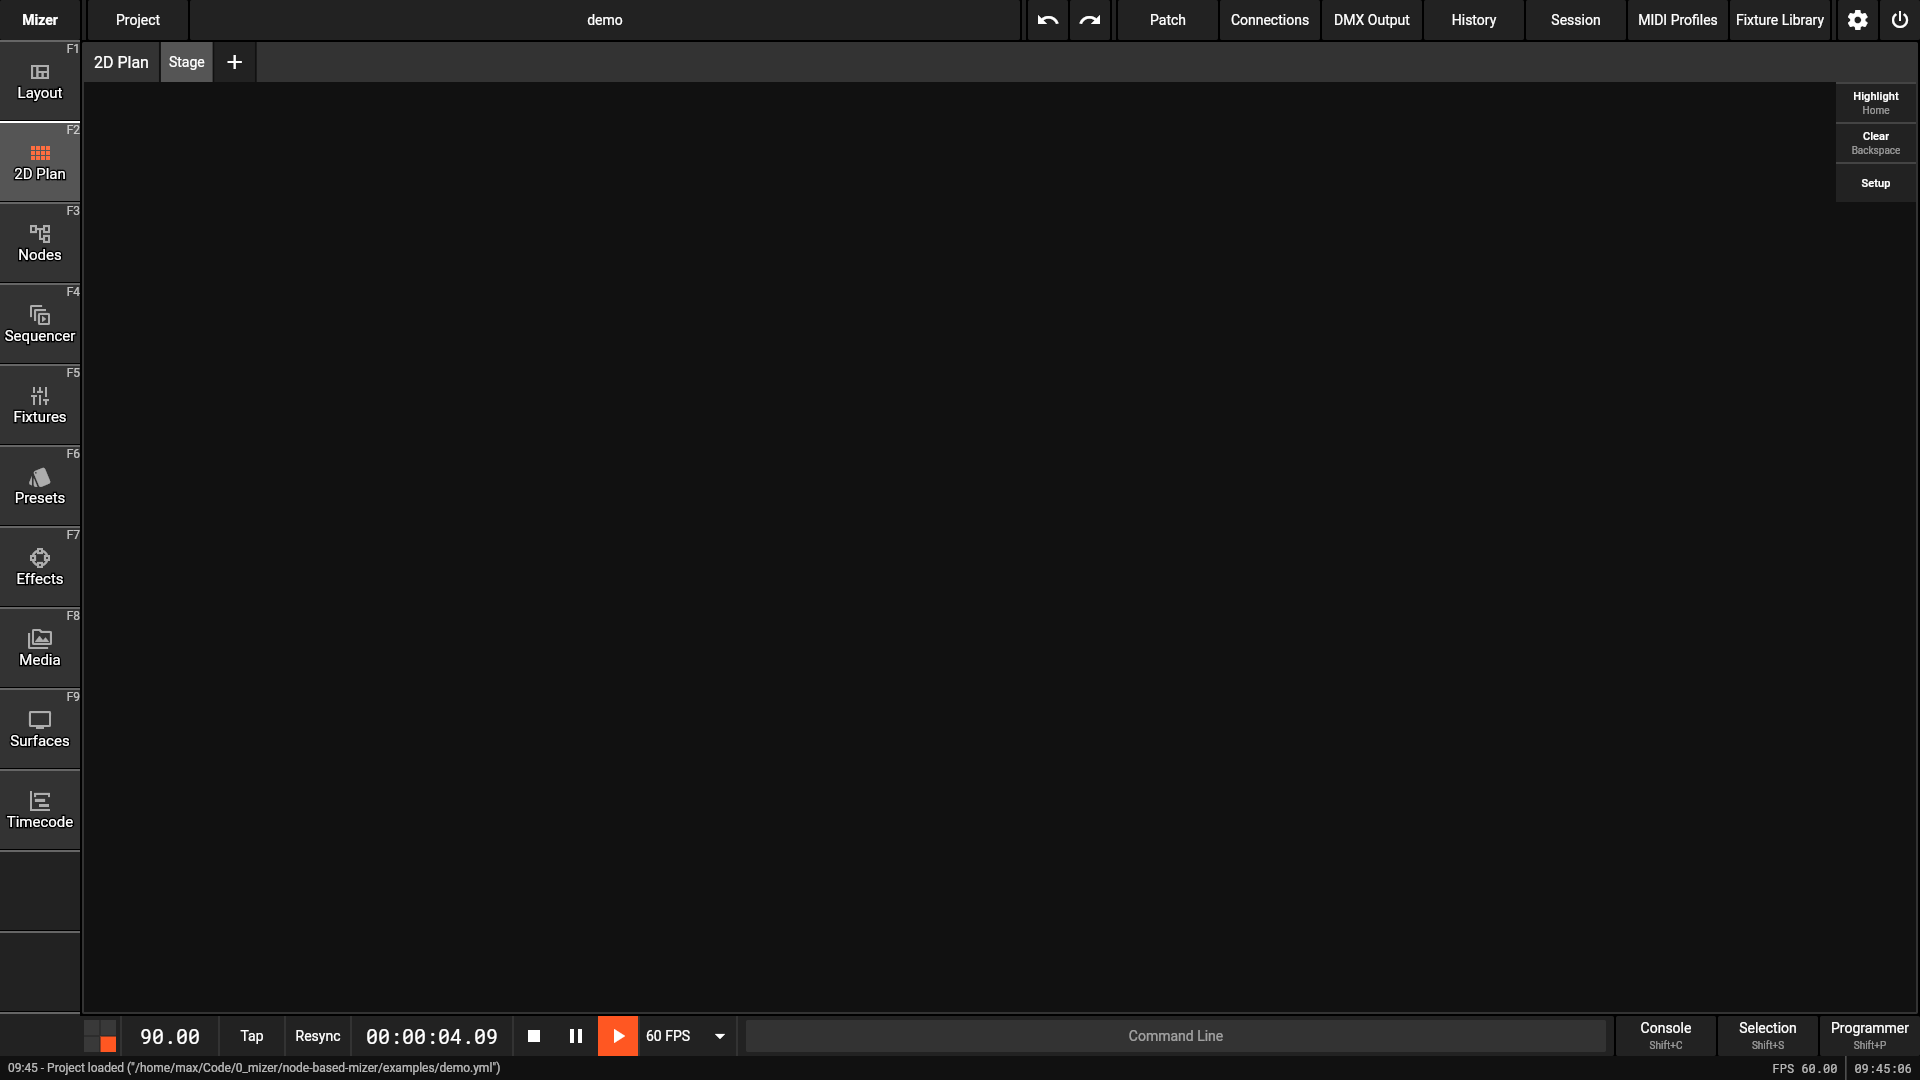 Mizer
Project
demo
Patch
Connections
DMX Output
History
Session
MIDI Profiles
Fixture Library
F1
Layout
F2
2D Plan
F3
Nodes
F4
Sequencer
F5
Fixtures
F6
Presets
F7
Effects
F8
Media
F9
Surfaces
Timecode
2D Plan
Stage
Highlight
Home
Clear
Backspace
Setup
90.00
Tap
Resync
00:00:04.09
60 FPS
Command Line
Console
Shift+C
Selection
Shift+S
Programmer
Shift+P
09:45 - Project loaded ("/home/max/Code/0_mizer/node-based-mizer/examples/demo.yml")
FPS 60.00
09:45:06